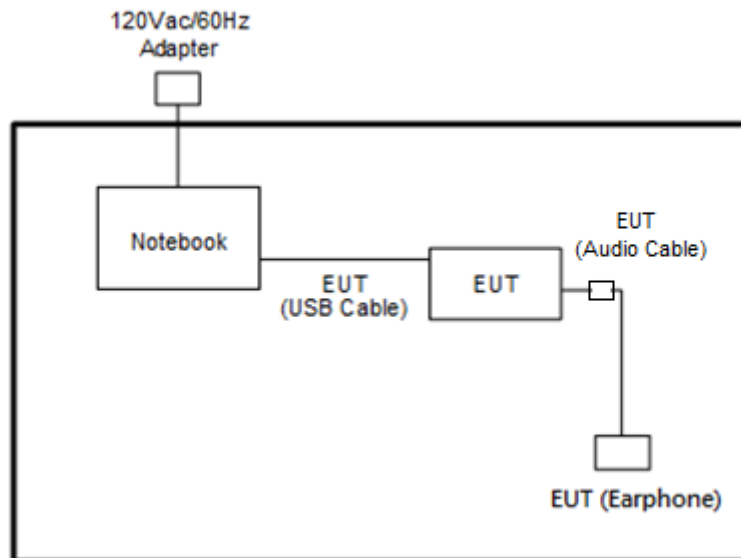 120Vac/60Hz
Adapter
Notebook
EUT
(USB Cable)
EUT
EUT
(Audio Cable)
EUT (Earphone)